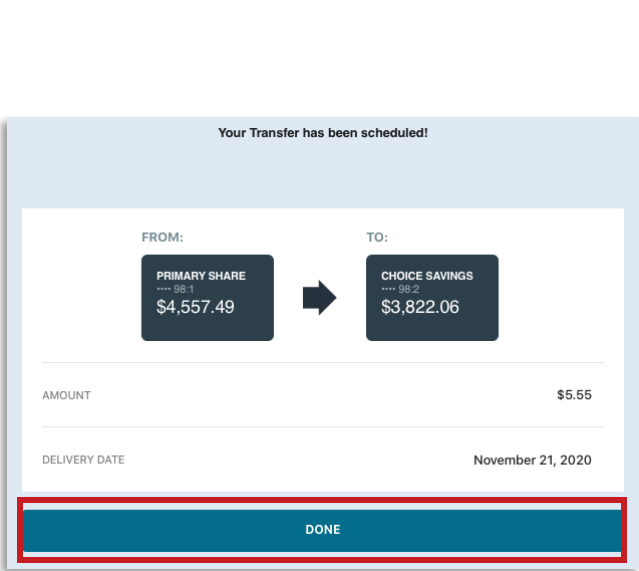 Your Transfer has been scheduled!
FROM:
TO:
PRIMARY SHARE
•••• 98:1
$4,557.49
CHOICE SAVINGS
•••• 98:2
$3,822.06
AMOUNT
$5.55
DELIVERY DATE
November 21, 2020
DONE